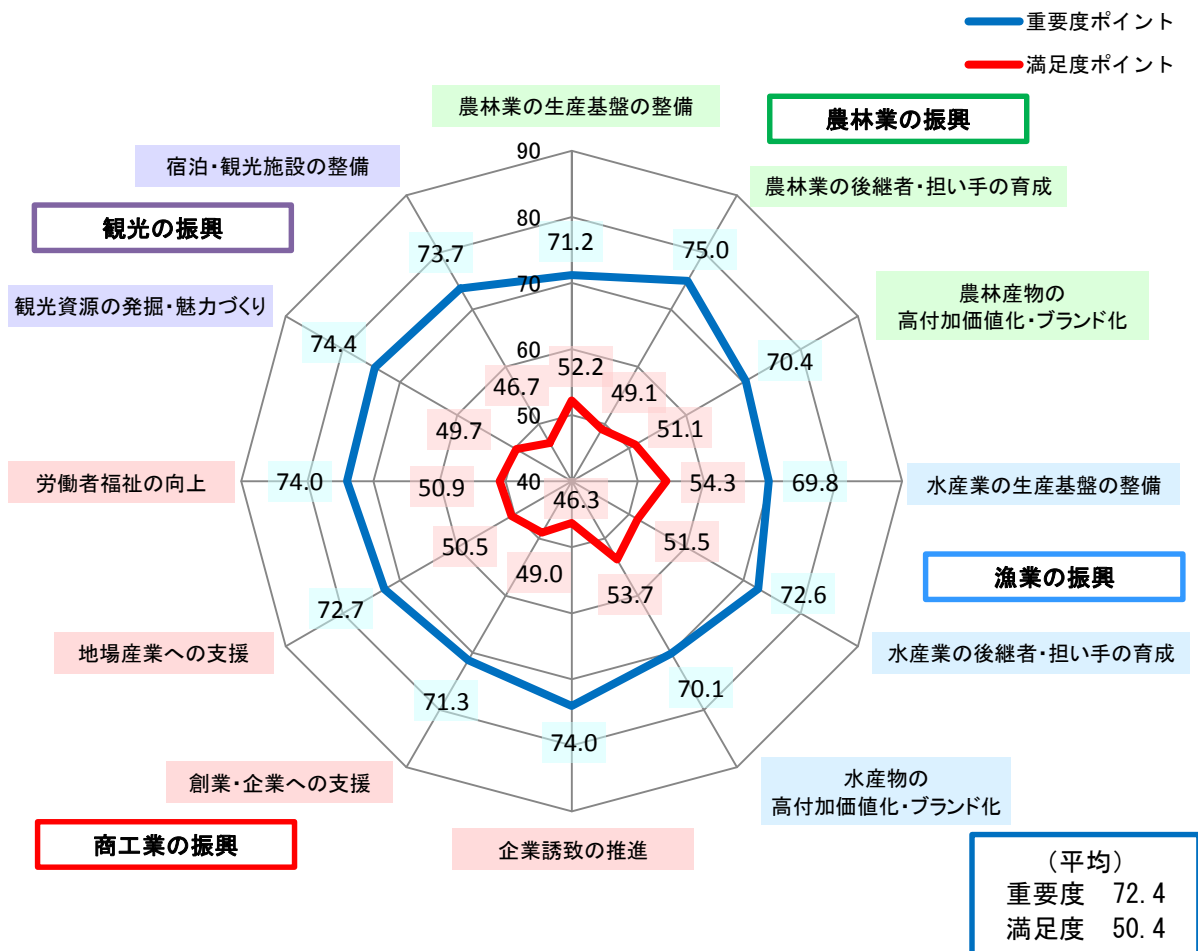 重要度ポイント
満足度ポイント
農林業の生産基盤の整備
農林業の振興
90
宿泊・観光施設の整備
農林業の後継者・担い手の育成
観光の振興
80
73.7
71.2
75.0
70
観光資源の発掘・魅力づくり
農林産物の
高付加価値化・ブランド化
74.4
60
70.4
46.7
52.2
49.1
50
49.7
51.1
労働者福祉の向上
74.0
50.9
40
46.3
54.3
69.8
水産業の生産基盤の整備
50.5
51.5
49.0
53.7
漁業の振興
72.7
72.6
地場産業への支援
水産業の後継者・担い手の育成
71.3
70.1
74.0
創業・企業への支援
水産物の
高付加価値化・ブランド化
商工業の振興
企業誘致の推進
(平均)
重要度 72.4
満足度 50.4